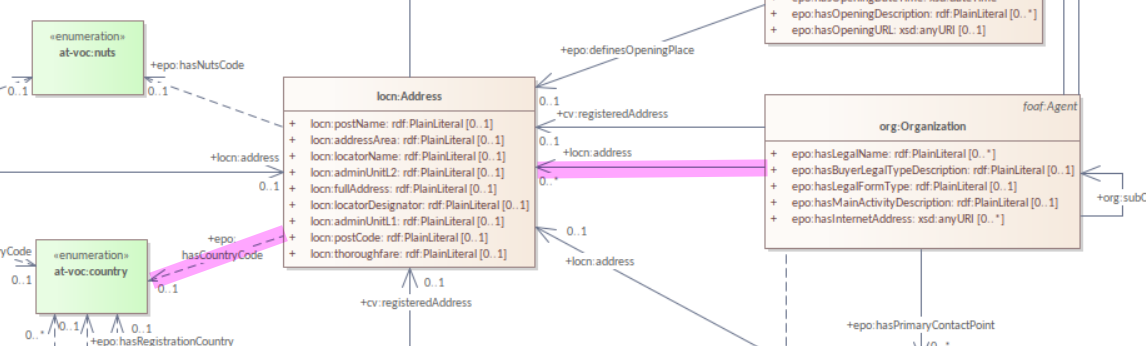 + epo:hasOpeningDescription: rdf:PlainLiteral [0..*]
+ epo:hasOpeningURL: xsd:anyURI [0..1]
«enumeration»
at-voc:nuts
0..1
0..1
+epo:hasNutsCode
+epo:definesOpeningPlace
0..1
+cv:registeredAddress
0..1
+locn:address
0..*
+locn:address
0..1
locn:Address
+ locn:postName: rdf:PlainLiteral [0..1]
+ locn:addressArea: rdf:PlainLiteral [0..1]
+ locn:locatorName: rdf:PlainLiteral [0..1]
+ locn:adminUnitL2: rdf:PlainLiteral [0..1]
+ locn:fullAddress: rdf:PlainLiteral [0..1]
+ locn:locatorDesignator: rdf:PlainLiteral [0..1]
+ locn:adminUnitL1: rdf:PlainLiteral [0..1]
+ locn:postCode: rdf:PlainLiteral [0..1]
+ locn:thoroughfare: rdf:PlainLiteral [0..1]
foaf:Agent
org:Organization
+ epo:hasLegalName: rdf:PlainLiteral [0..*]
+ epo:hasBuyerLegalTypeDescription: rdf:PlainLiteral [0..1]
+ epo:hasLegalFormType: rdf:PlainLiteral [0..1]
+ epo:hasMainActivityDescription: rdf:PlainLiteral [0..1]
+ epo:hasInternetAddress: xsd:anyURI [0..*]
+org:subC
+epo:
hasCountryCode
0..1
yCode
0..1
«enumeration»
at-voc:country
0..*
0..1
0..1
+epo:hasRegistrationCountry
0..1
+cv:registeredAddress
0..1
+locn:address
+epo:hasPrimaryContactPoint
0..*